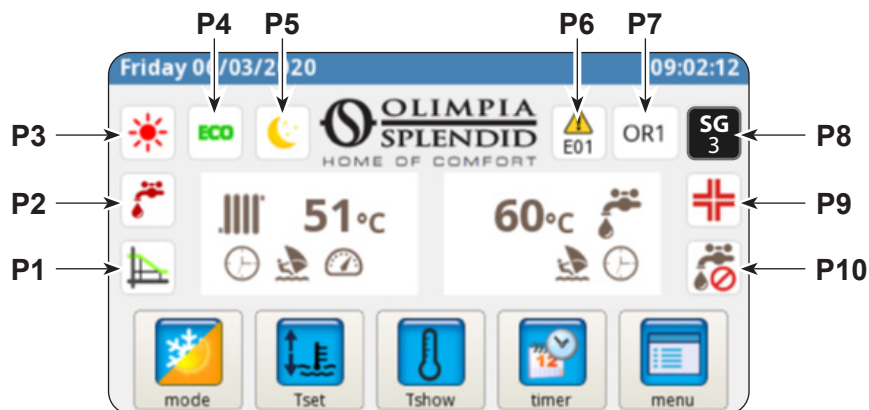 P4 P5 P6 P7
Friday 06/03/2020 09:02:12
P3 ECO OLIMPIA SPLENDID E01 OR1 SG 3 P8
HOME OF COMFORT
P2 51°C 60°C P9
P1 P10
12
mode Tset Tshow timer menu